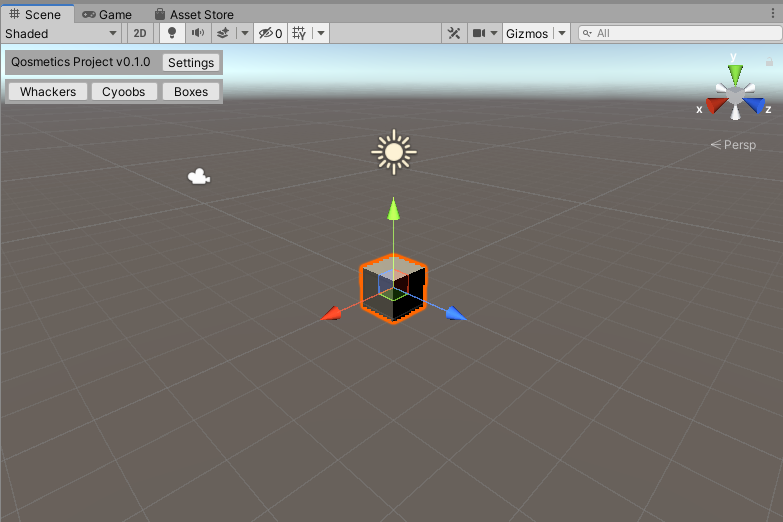 Scene Game Asset Store
Shaded 2D 0 Gizmos All
Qosmetics Project v0.1.0 Settings
Whackers Cyoobs Boxes
y
x z
Persp